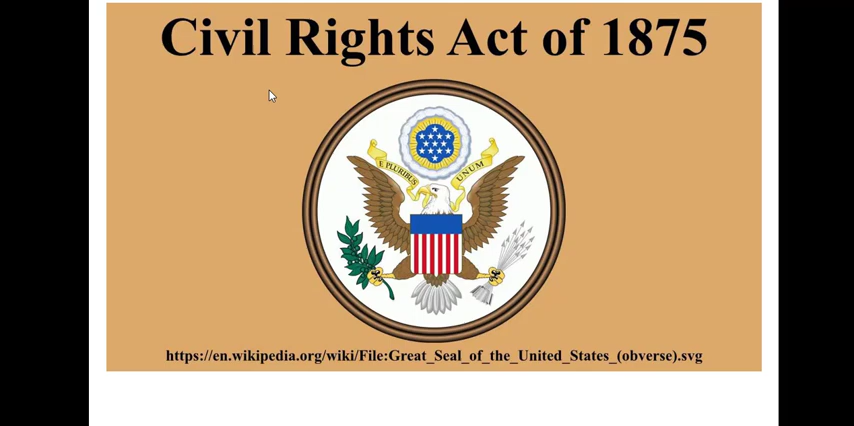 Civil Rights Act of 1875
E PLURIBUS UNUM
https://en.wikipedia.org/wiki/File:Great_Seal_of_the_United_States_(obverse).svg